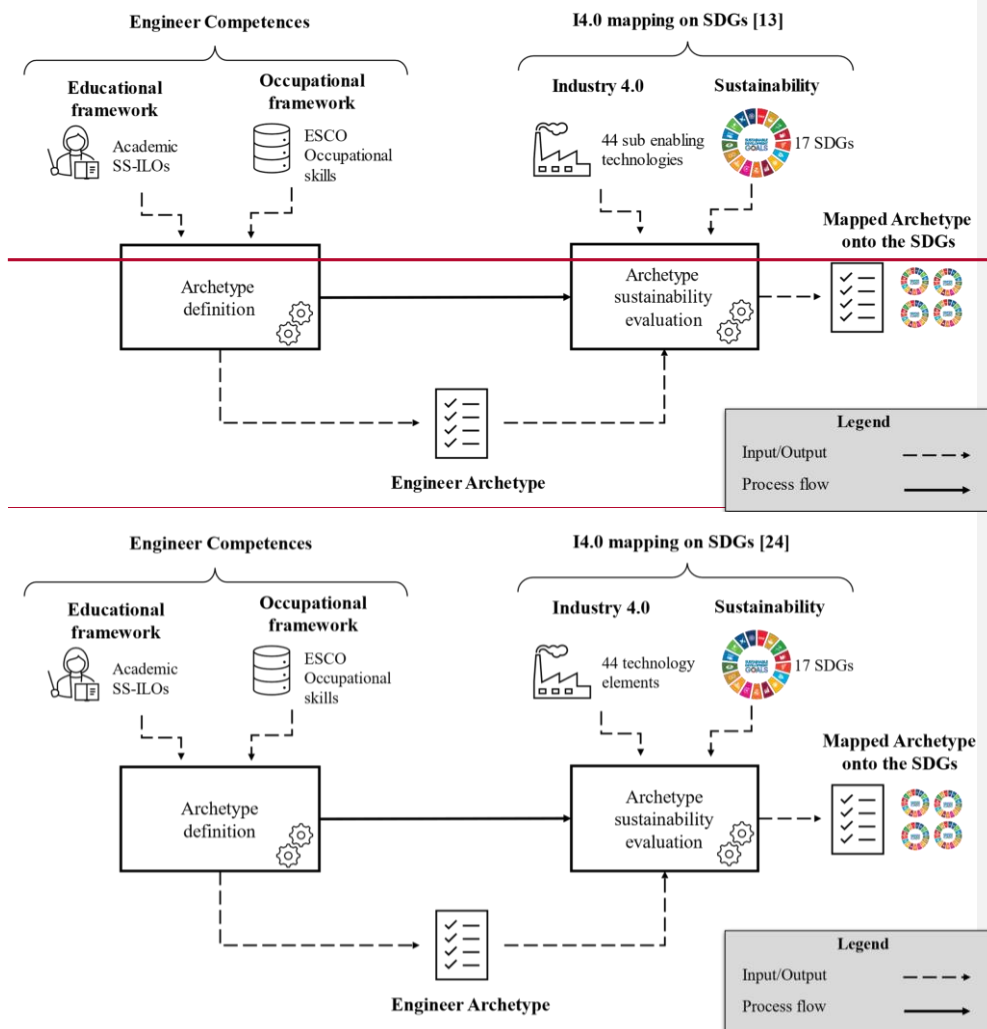 Engineer Competences
I4.0 mapping on SDGs [13]
Educational
framework
Occupational
framework
Industry 4.0
Sustainability
Academic
SS-ILOs
ESCO
Occupational
skills
44 sub enabling
technologies
17 SDGs
Mapped Archetype
onto the SDGs
Archetype
definition
Archetype
sustainability
evaluation
Engineer Archetype
Legend
Input/Output
Process flow
Engineer Competences
I4.0 mapping on SDGs [24]
Educational
framework
Occupational
framework
Industry 4.0
Sustainability
Academic
SS-ILOs
ESCO
Occupational
skills
44 technology
elements
17 SDGs
Mapped Archetype
onto the SDGs
Archetype
definition
Archetype
sustainability
evaluation
Engineer Archetype
Legend
Input/Output
Process flow